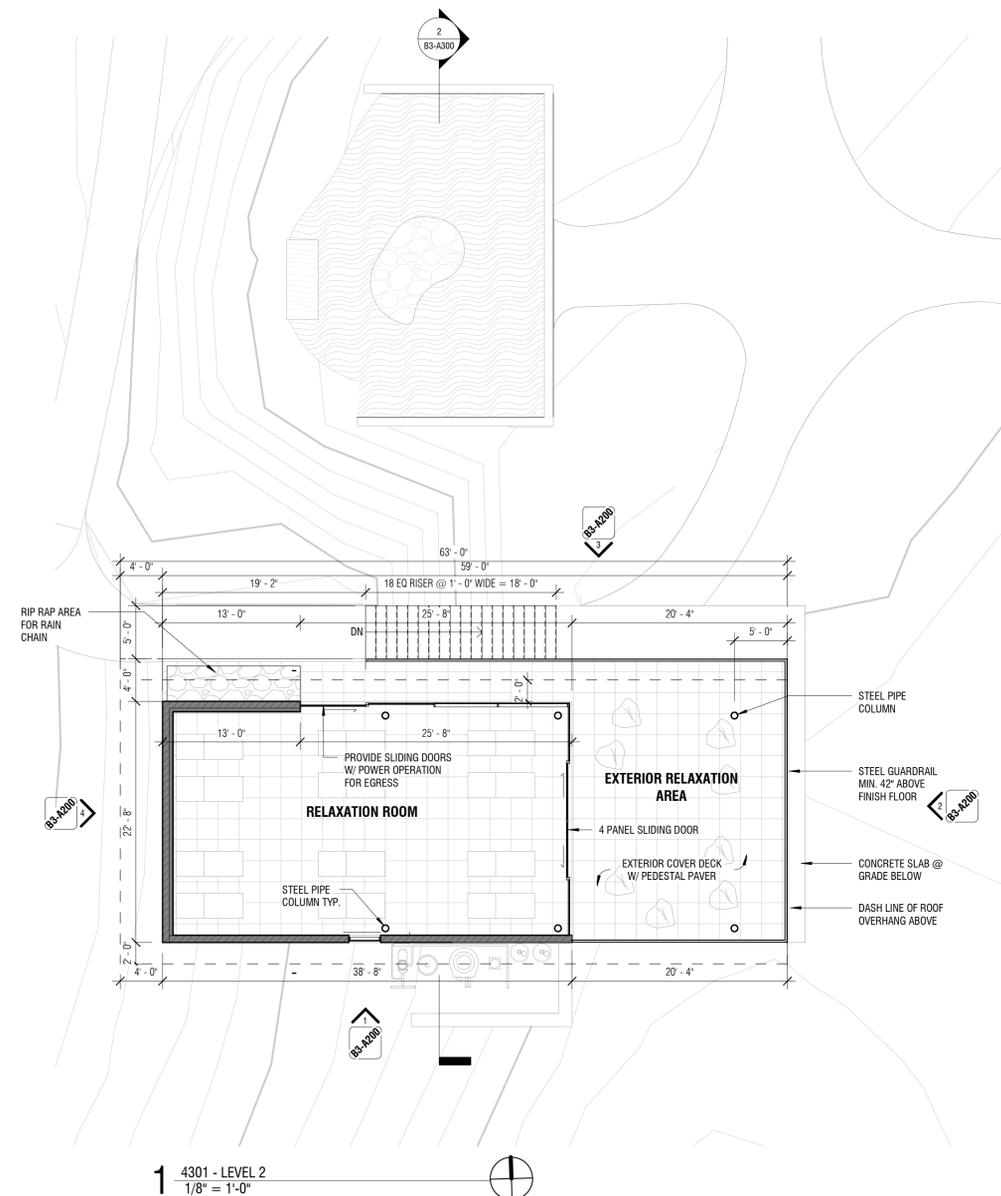 2
B3-A300
B3-A200
3
63' - 0"
4' - 0"
59' - 0"
19' - 2"
18 EQ RISER @ 1' - 0" WIDE = 18' - 0"
RIP RAP AREA
FOR RAIN
CHAIN
13' - 0"
25' - 8"
20' - 4"
5' - 0"
DN
5' - 0"
4' - 0"
2' - 0"
STEEL PIPE
COLUMN
13' - 0"
25' - 8"
PROVIDE SLIDING DOORS
W/ POWER OPERATION
FOR EGRESS
EXTERIOR RELAXATION
AREA
STEEL GUARDRAIL
MIN. 42" ABOVE
FINISH FLOOR
B3-A200
4
22' - 8"
RELAXATION ROOM
2
B3-A200
4 PANEL SLIDING DOOR
EXTERIOR COVER DECK
W/ PEDESTAL PAVER
CONCRETE SLAB @
GRADE BELOW
STEEL PIPE
COLUMN TYP.
DASH LINE OF ROOF
OVERHANG ABOVE
2' - 0"
4' - 0"
38' - 8"
20' - 4"
1
B3-A200
1
4301 - LEVEL 2
1/8" = 1'-0"